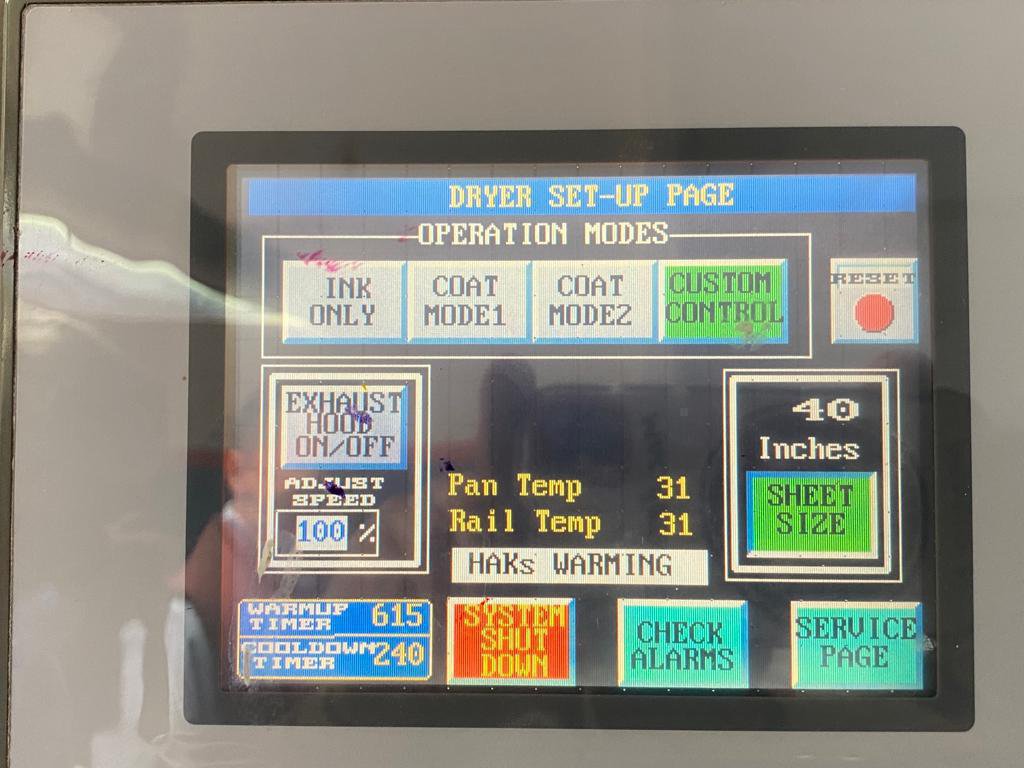 DRYER SET-UP PAGE
OPERATION MODES
INK
ONLY
COAT
MODE1
COAT
MODE2
CUSTOM
CONTROL
RESET
EXHAUST
HOOD
ON/OFF
ADJUST
SPEED
100 %
Pan Temp 31
Rail Temp 31
HAKs WARMING
40
Inches
SHEET
SIZE
WARMUP
TIMER 615
COOLDOWN
TIMER 240
SYSTEM
SHUT
DOWN
CHECK
ALARMS
SERVICE
PAGE